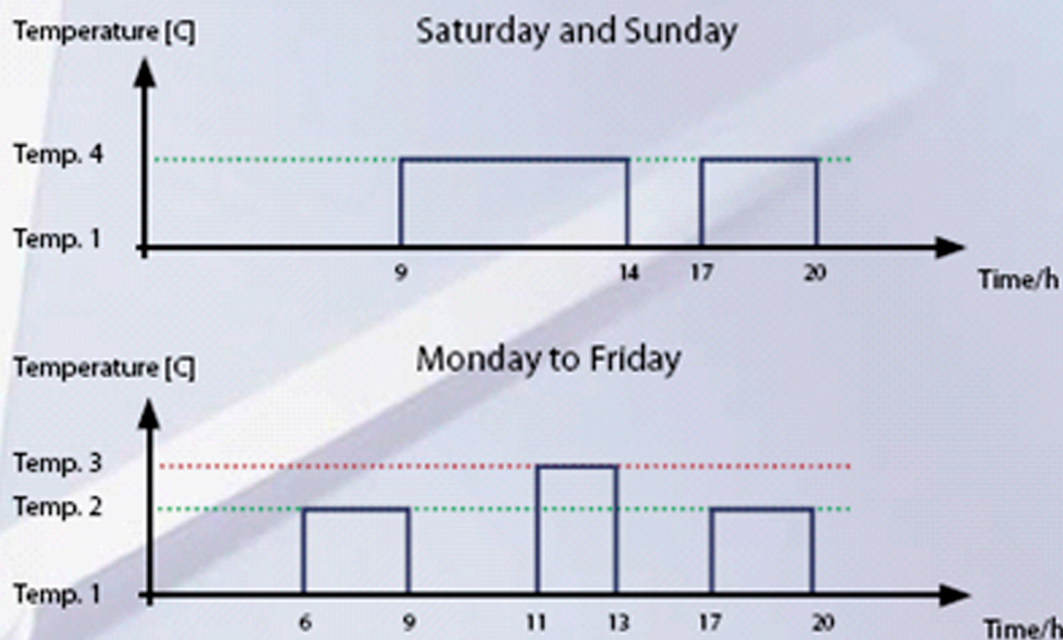 Temperature [C]
Saturday and Sunday
Temp. 4
Temp. 1
9 14 17 20
Time/h
Temperature [C]
Monday to Friday
Temp. 3
Temp. 2
Temp. 1
6 9 11 13 17 20
Time/h